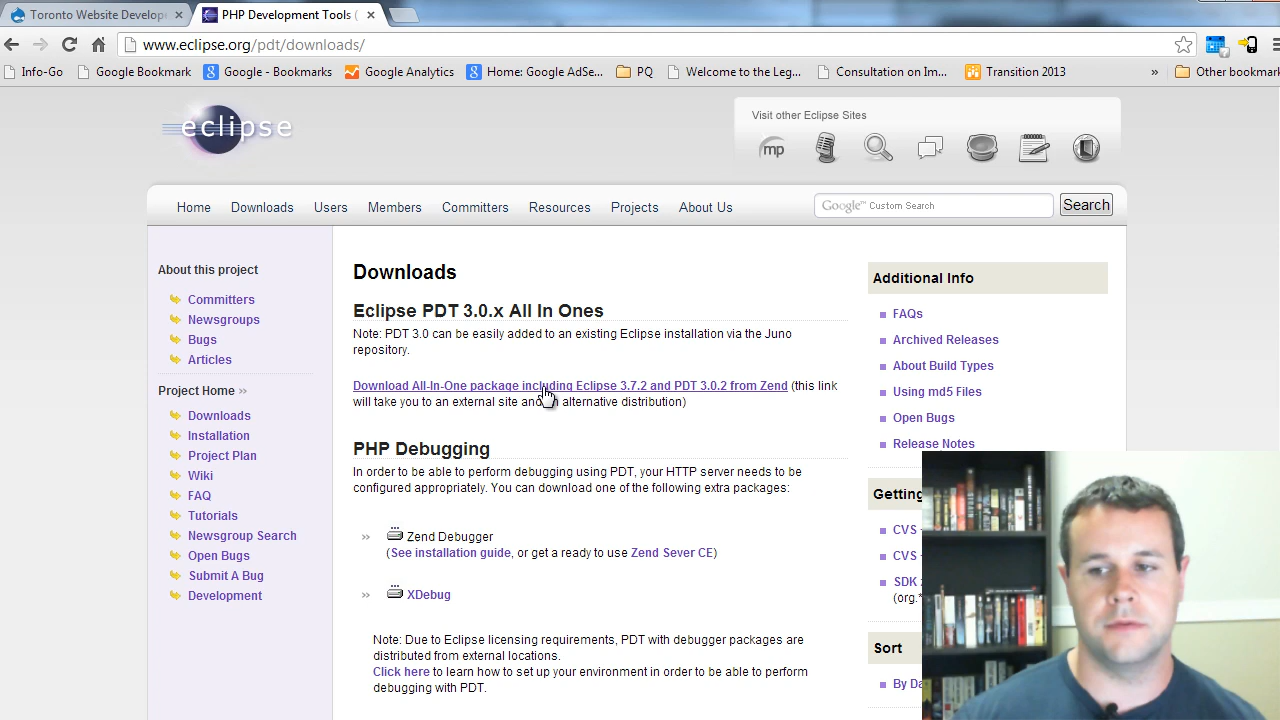 Toronto Website Develop
PHP Development Tools (
www.eclipse.org/pdt/downloads/
Info-Go
Google Bookmark
Google - Bookmarks
Google Analytics
Home: Google AdSe...
PQ
Welcome to the Leg...
Consultation on Im...
Transition 2013
»
Other bookmark
eclipse
Visit other Eclipse Sites
mp
Home
Downloads
Users
Members
Committers
Resources
Projects
About Us
Google™ Custom Search
Search
About this project
Committers
Newsgroups
Bugs
Articles
Project Home »
Downloads
Installation
Project Plan
Wiki
FAQ
Tutorials
Newsgroup Search
Open Bugs
Submit A Bug
Development
Downloads
Eclipse PDT 3.0.x All In Ones
Note: PDT 3.0 can be easily added to an existing Eclipse installation via the Juno
repository.
Download All-In-One package including Eclipse 3.7.2 and PDT 3.0.2 from Zend (this link
will take you to an external site and alternative distribution)
PHP Debugging
In order to be able to perform debugging using PDT, your HTTP server needs to be
configured appropriately. You can download one of the following extra packages:
» Zend Debugger
(See installation guide, or get a ready to use Zend Sever CE)
» XDebug
Note: Due to Eclipse licensing requirements, PDT with debugger packages are
distributed from external locations.
Click here to learn how to set up your environment in order to be able to perform
debugging with PDT.
Additional Info
FAQs
Archived Releases
About Build Types
Using md5 Files
Open Bugs
Release Notes
Getting
CVS
CVS
SDK
(org.*
Sort
By Da